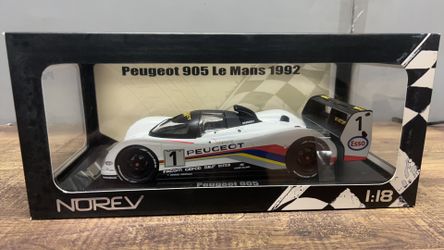 Peugeot 905 Le Mans 1992
1
1
Esso
PEUGEOT
Peugeot 905
NOREV
1:18